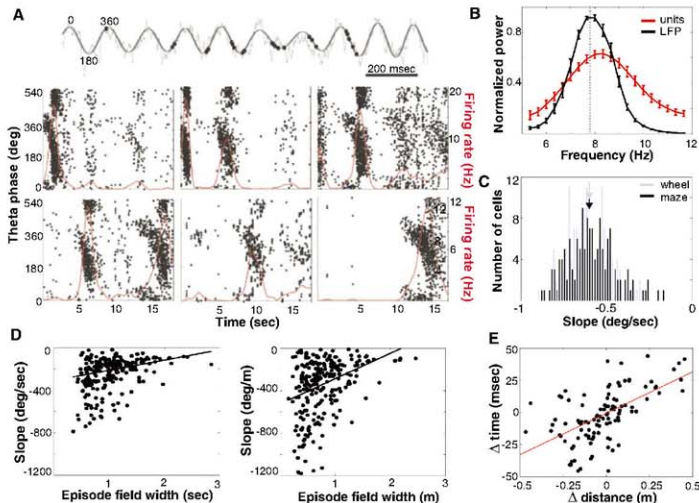 A
0
360
180
200 msec
Theta phase (deg)
540
360
180
0
20
10
0
Firing rate (Hz)
540
360
180
0
12
12
6
6
0
Firing rate (Hz)
5 10 15
5 10 15
5 10 15
Time (sec)
B
Normalized power
0.8
0.4
units
LFP
6 8 10 12
Frequency (Hz)
C
Number of cells
12
8
4
wheel
maze
-1 -0.5 0
Slope (deg/sec)
D
Slope (deg/sec)
0
-400
-800
-1200
0 1 2 3
Episode field width (sec)
Slope (deg/m)
0
-400
-800
-1200
0 1 2 3
Episode field width (m)
E
Δ time (msec)
50
25
0
-25
-50
-0.5 -0.25 0 0.25 0.5
Δ distance (m)